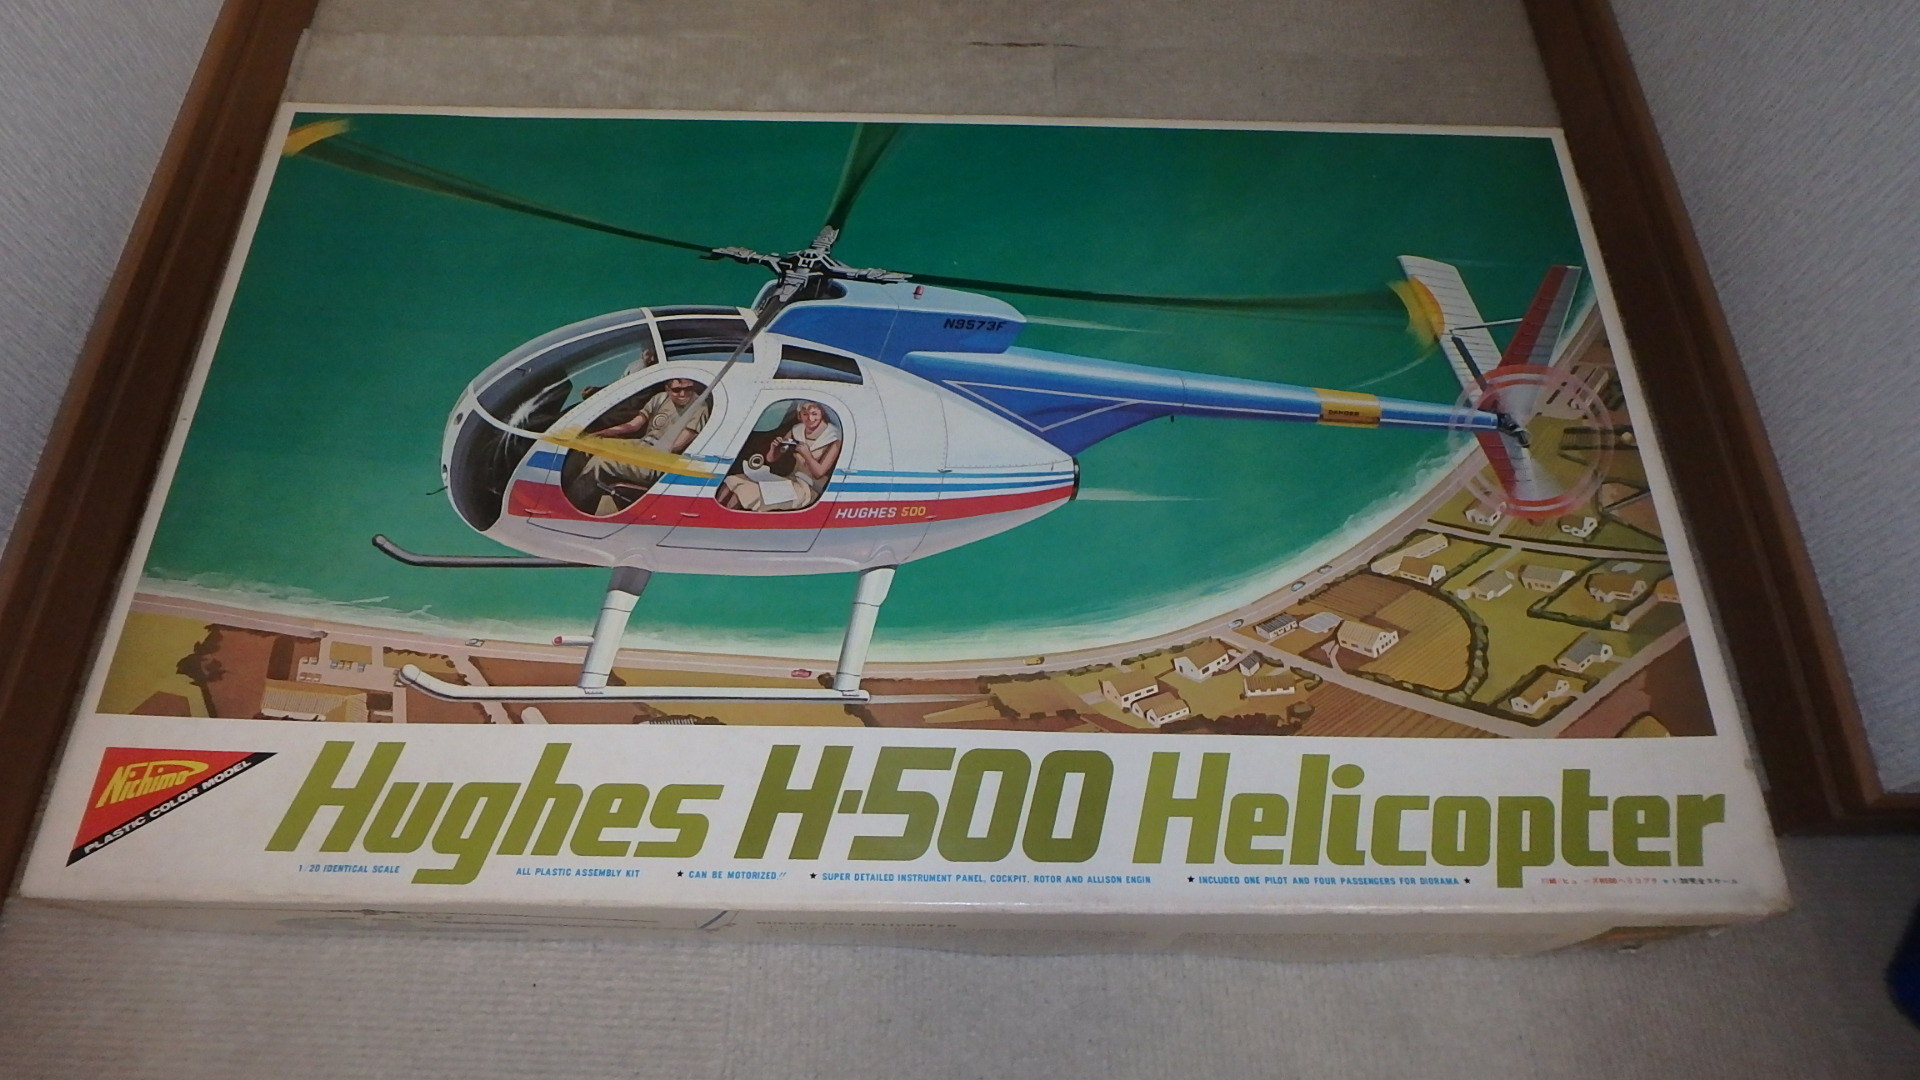 N9573F
DANGER
HUGHES 500
Nichimo
PLASTIC COLOR MODEL
Hughes H-500 Helicopter
1/20 IDENTICAL SCALE ALL PLASTIC ASSEMBLY KIT ★ CAN BE MOTORIZED!! ★ SUPER DETAILED INSTRUMENT PANEL, COCKPIT, ROTOR AND ALLISON ENGIN ★ INCLUDED ONE PILOT AND FOUR PASSENGERS FOR DIORAMA ★